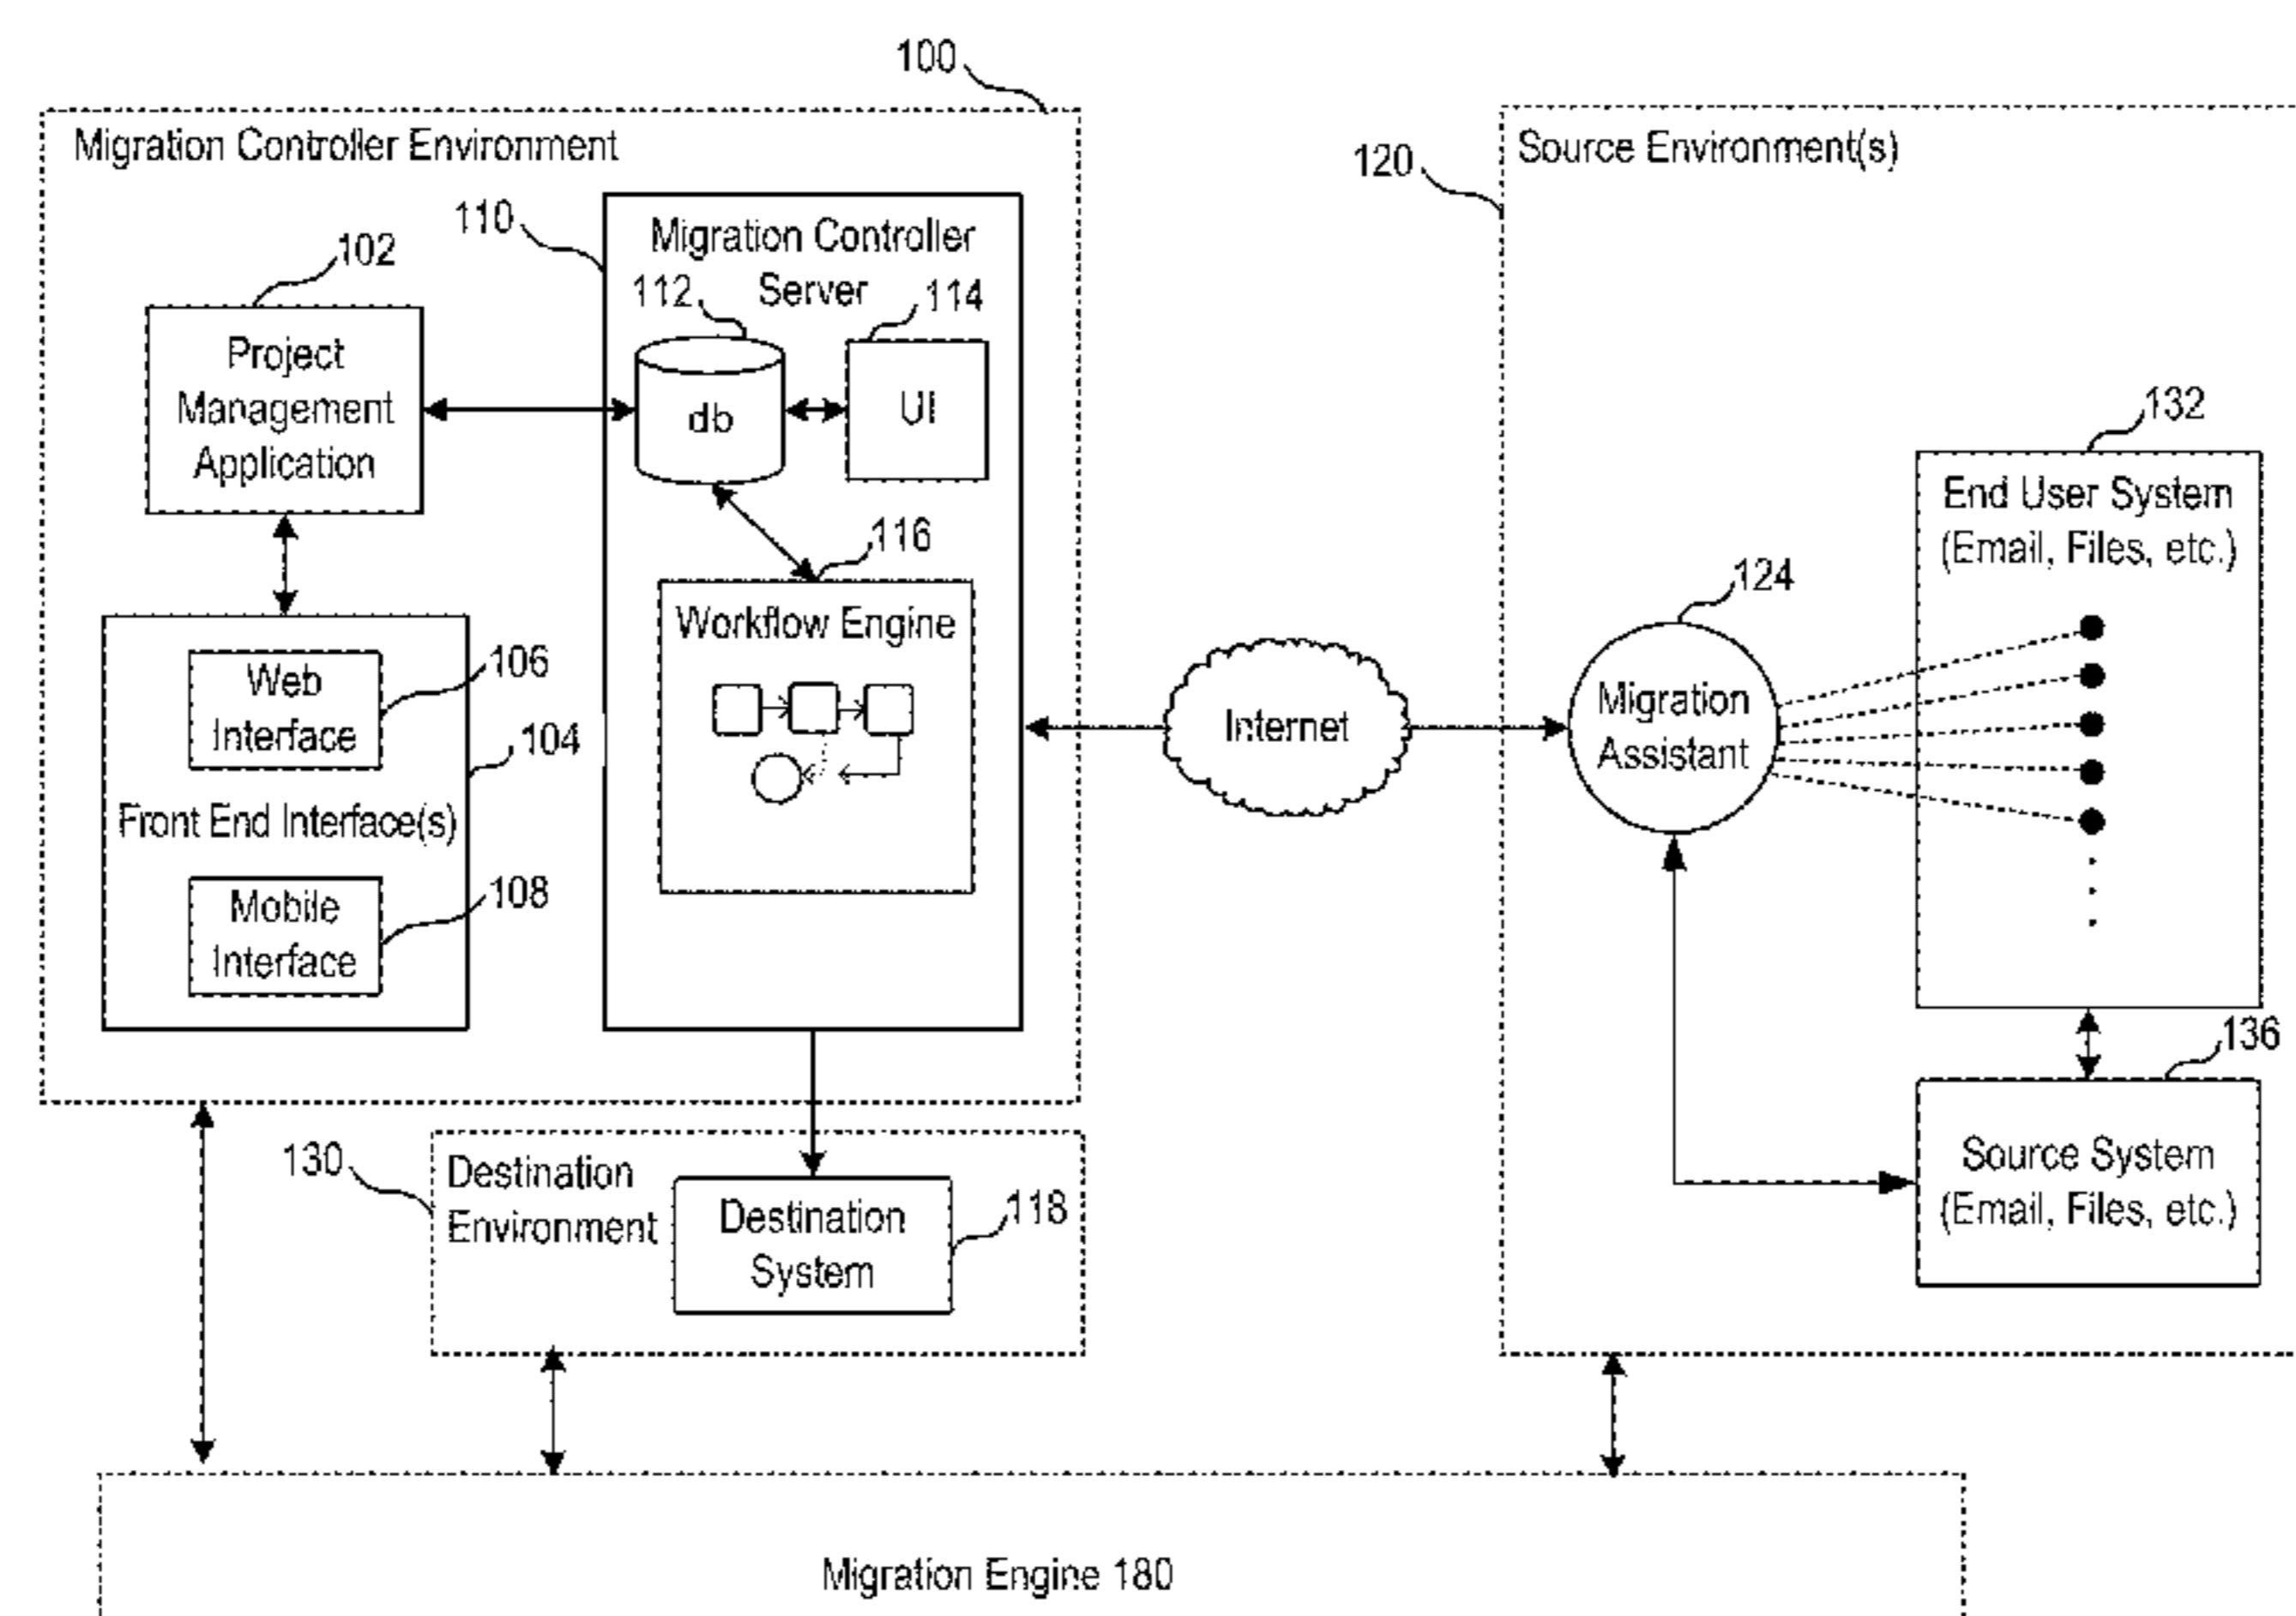 100
Migration Controller Environment
120
Source Environment(s)
110
Migration Controller
Server
102
112
114
Project
Management
Application
db
UI
132
End User System
(Email, Files, etc.)
116
Workflow Engine
124
Web
Interface
106
104
Migration
Assistant
Internet
Front End Interface(s)
Mobile
Interface
108
136
Source System
(Email, Files, etc.)
130
Destination
Environment
Destination
System
118
Migration Engine 180